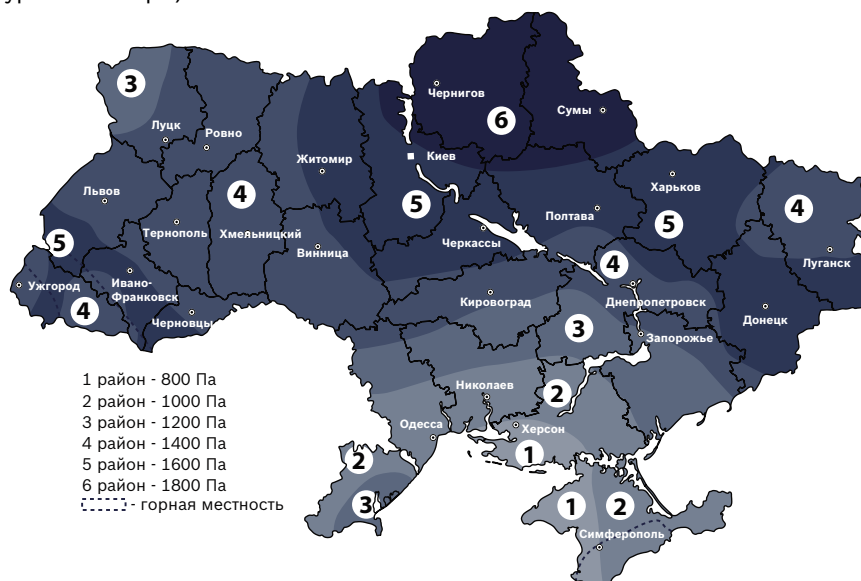 3
Чернигов
6
Сумы
Луцк
Ровно
Житомир
Киев
Харьков
Львов
4
5
Полтава
5
4
Тернополь
Хмельницкий
Черкассы
5
Винница
4
Луганск
Ужгород
Ивано-
Франковск
4
Черновцы
Кировоград
Днепропетровск
Донецк
3
Запорожье
1 район - 800 Па
2 район - 1000 Па
3 район - 1200 Па
4 район - 1400 Па
5 район - 1600 Па
6 район - 1800 Па
- горная местность
Николаев
2
Одесса
Херсон
1
2
3
1
2
Симферополь